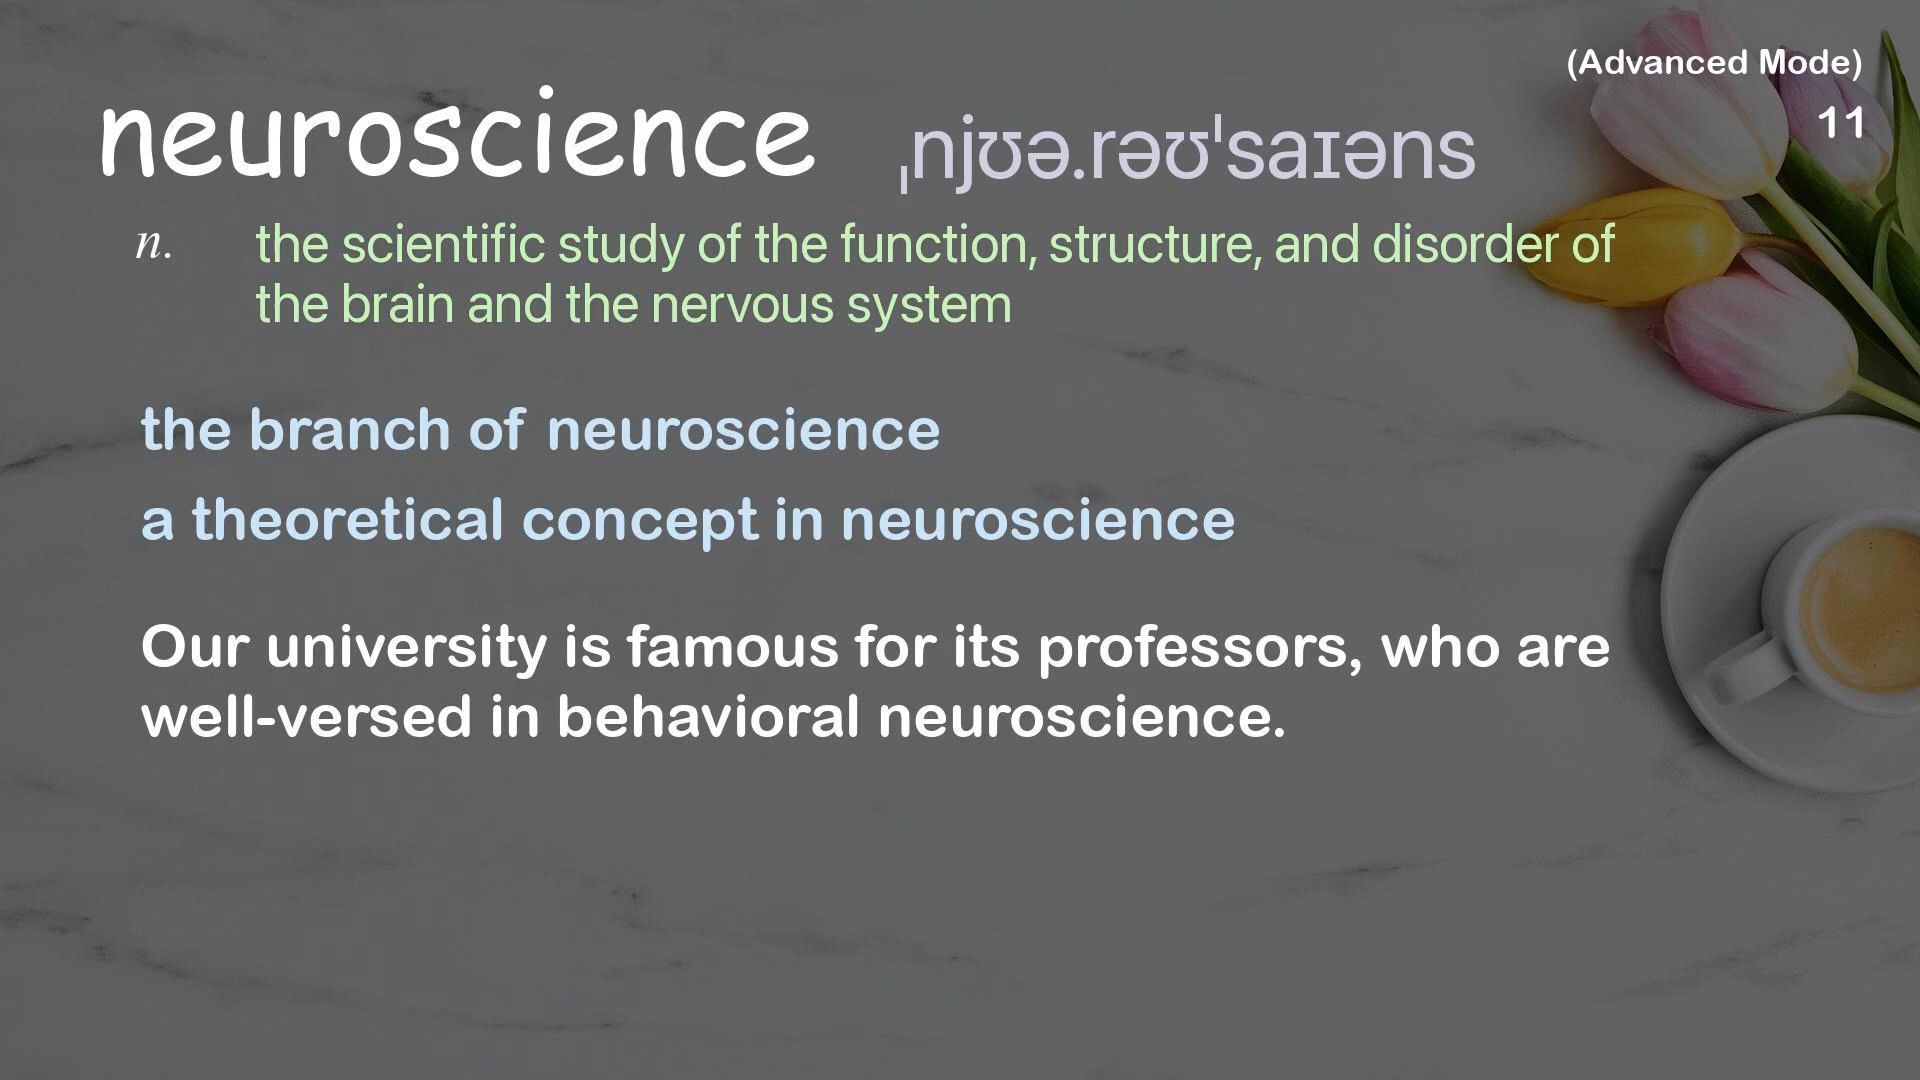 (Advanced Mode)
neuroscience ˌnjʊə.rəʊˈsaɪəns
11
n. the scientific study of the function, structure, and disorder of
the brain and the nervous system
the branch of neuroscience
a theoretical concept in neuroscience
Our university is famous for its professors, who are
well-versed in behavioral neuroscience.